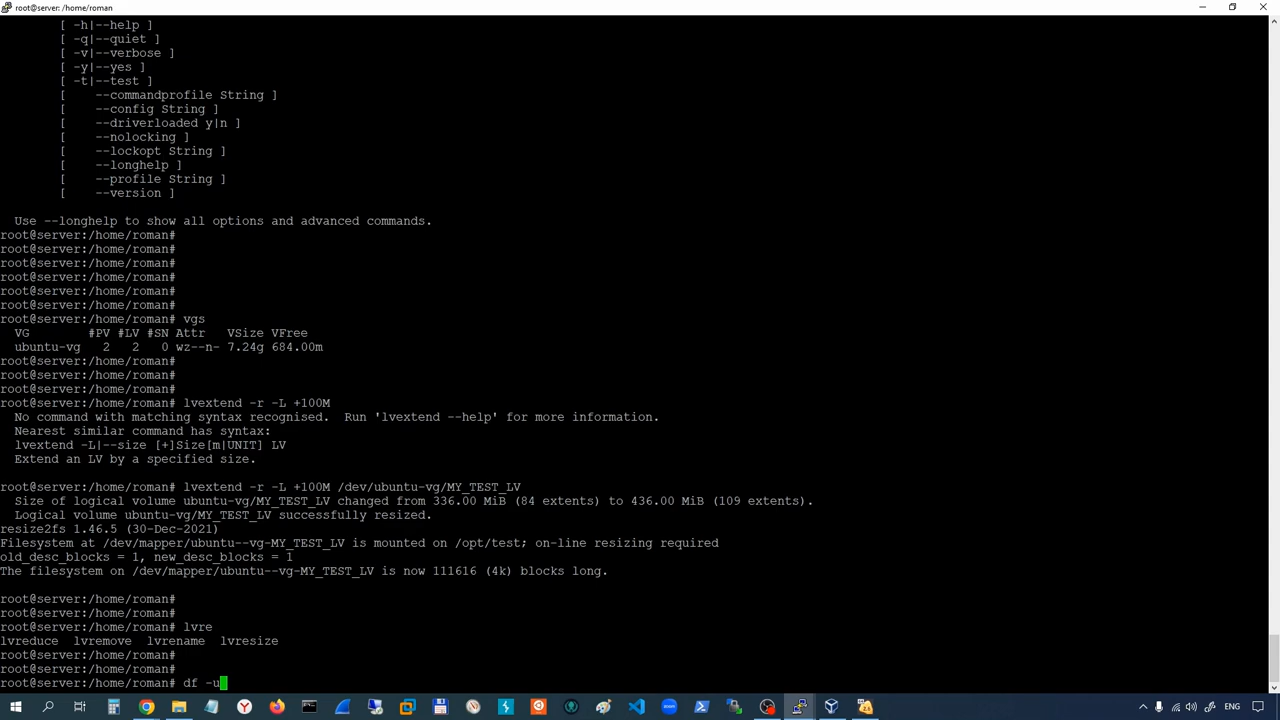 root@server: /home/roman
[ -h|--help ]
[ -q|--quiet ]
[ -v|--verbose ]
[ -y|--yes ]
[ -t|--test ]
[    --commandprofile String ]
[    --config String ]
[    --driverloaded y|n ]
[    --nolocking ]
[    --lockopt String ]
[    --longhelp ]
[    --profile String ]
[    --version ]
Use --longhelp to show all options and advanced commands.
root@server:/home/roman#
root@server:/home/roman#
root@server:/home/roman#
root@server:/home/roman#
root@server:/home/roman#
root@server:/home/roman#
root@server:/home/roman# vgs
VG        #PV #LV #SN Attr   VSize VFree
ubuntu-vg   2   2   0 wz--n- 7.24g 684.00m
root@server:/home/roman#
root@server:/home/roman#
root@server:/home/roman#
root@server:/home/roman# lvextend -r -L +100M
No command with matching syntax recognised.  Run 'lvextend --help' for more information.
Nearest similar command has syntax:
lvextend -L|--size [+]Size[m|UNIT] LV
Extend an LV by a specified size.
root@server:/home/roman# lvextend -r -L +100M /dev/ubuntu-vg/MY_TEST_LV
Size of logical volume ubuntu-vg/MY_TEST_LV changed from 336.00 MiB (84 extents) to 436.00 MiB (109 extents).
Logical volume ubuntu-vg/MY_TEST_LV successfully resized.
resize2fs 1.46.5 (30-Dec-2021)
Filesystem at /dev/mapper/ubuntu--vg-MY_TEST_LV is mounted on /opt/test; on-line resizing required
old_desc_blocks = 1, new_desc_blocks = 1
The filesystem on /dev/mapper/ubuntu--vg-MY_TEST_LV is now 111616 (4k) blocks long.
root@server:/home/roman#
root@server:/home/roman#
root@server:/home/roman# lvre
lvreduce  lvremove  lvrename  lvresize
root@server:/home/roman#
root@server:/home/roman#
root@server:/home/roman# df -u
ENG